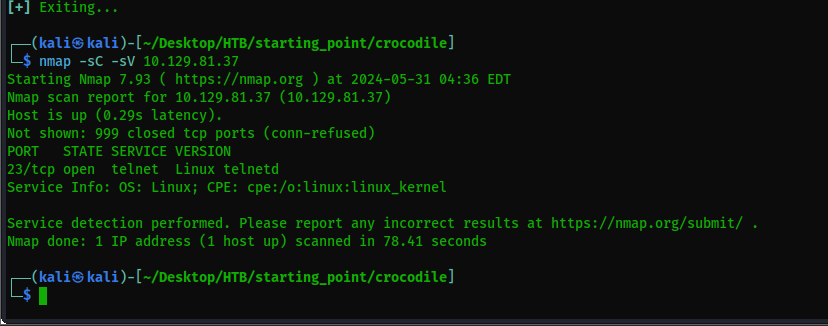 [+] Exiting...
┌──(kali㉿kali)-[~/Desktop/HTB/starting_point/crocodile]
└─$ nmap -sC -sV 10.129.81.37
Starting Nmap 7.93 ( https://nmap.org ) at 2024-05-31 04:36 EDT
Nmap scan report for 10.129.81.37 (10.129.81.37)
Host is up (0.29s latency).
Not shown: 999 closed tcp ports (conn-refused)
PORT   STATE SERVICE VERSION
23/tcp open  telnet  Linux telnetd
Service Info: OS: Linux; CPE: cpe:/o:linux:linux_kernel
Service detection performed. Please report any incorrect results at https://nmap.org/submit/ .
Nmap done: 1 IP address (1 host up) scanned in 78.41 seconds
┌──(kali㉿kali)-[~/Desktop/HTB/starting_point/crocodile]
└─$